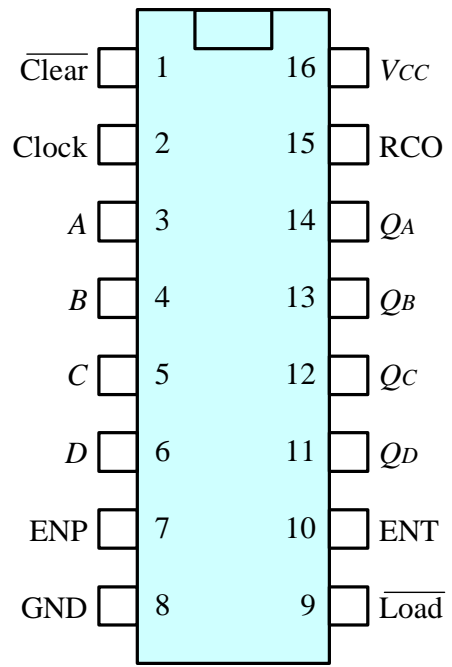 Clear 1 16 VCC
Clock 2 15 RCO
A 3 14 QA
B 4 13 QB
C 5 12 QC
D 6 11 QD
ENP 7 10 ENT
GND 8 9 Load